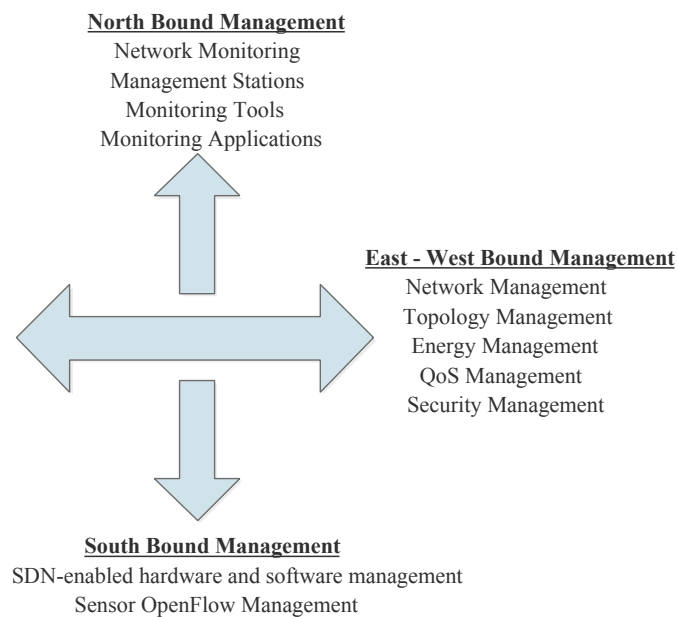 North Bound Management
Network Monitoring
Management Stations
Monitoring Tools
Monitoring Applications
East - West Bound Management
Network Management
Topology Management
Energy Management
QoS Management
Security Management
South Bound Management
SDN-enabled hardware and software management
Sensor OpenFlow Management